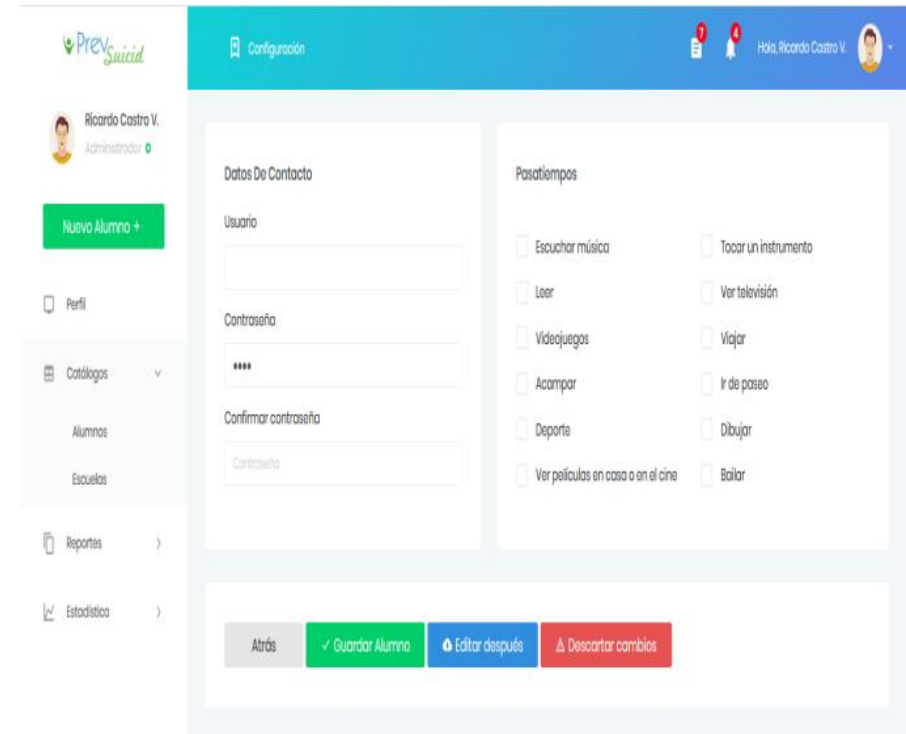 PrevSuicid
Configuración
7
4
Hola, Ricardo Castro V.
Ricardo Castro V.
Administrador
Nuevo Alumno +
Perfil
Catálogos
Alumnos
Escuelas
Reportes
Estadística
Datos De Contacto
Usuario
Contraseña
••••
Confirmar contraseña
Contraseña
Pasatiempos
Escuchar música
Tocar un instrumento
Leer
Ver televisión
Videojuegos
Viajar
Acampar
Ir de paseo
Deporte
Dibujar
Ver películas en casa o en el cine
Bailar
Atrás
✓ Guardar Alumno
Editar después
Descartar cambios